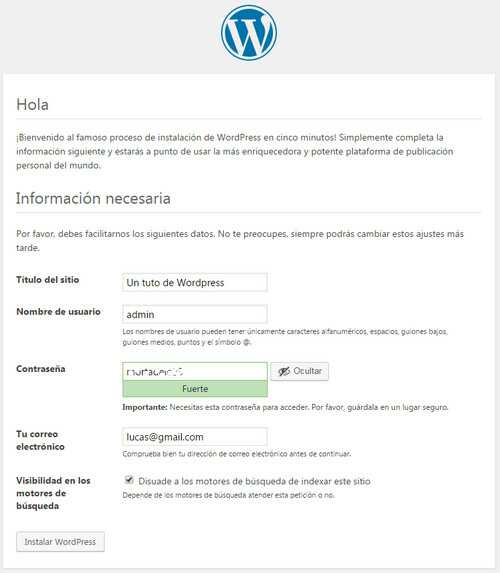 Hola
¡Bienvenido al famoso proceso de instalación de WordPress en cinco minutos! Simplemente completa la
información siguiente y estarás a punto de usar la más enriquecedora y potente plataforma de publicación
personal del mundo.
Información necesaria
Por favor, debes facilitarnos los siguientes datos. No te preocupes, siempre podrás cambiar estos ajustes más
tarde.
Título del sitio
Un tuto de Wordpress
Nombre de usuario
admin
Los nombres de usuario pueden tener únicamente caracteres alfanuméricos, espacios, guiones bajos,
guiones medios, puntos y el símbolo @.
Contraseña
Ocultar
Fuerte
Importante: Necesitas esta contraseña para acceder. Por favor, guárdala en un lugar seguro.
Tu correo
electrónico
lucas@gmail.com
Comprueba bien tu dirección de correo electrónico antes de continuar.
Visibilidad en los
motores de
búsqueda
Disuade a los motores de búsqueda de indexar este sitio
Depende de los motores de búsqueda atender esta petición o no.
Instalar WordPress